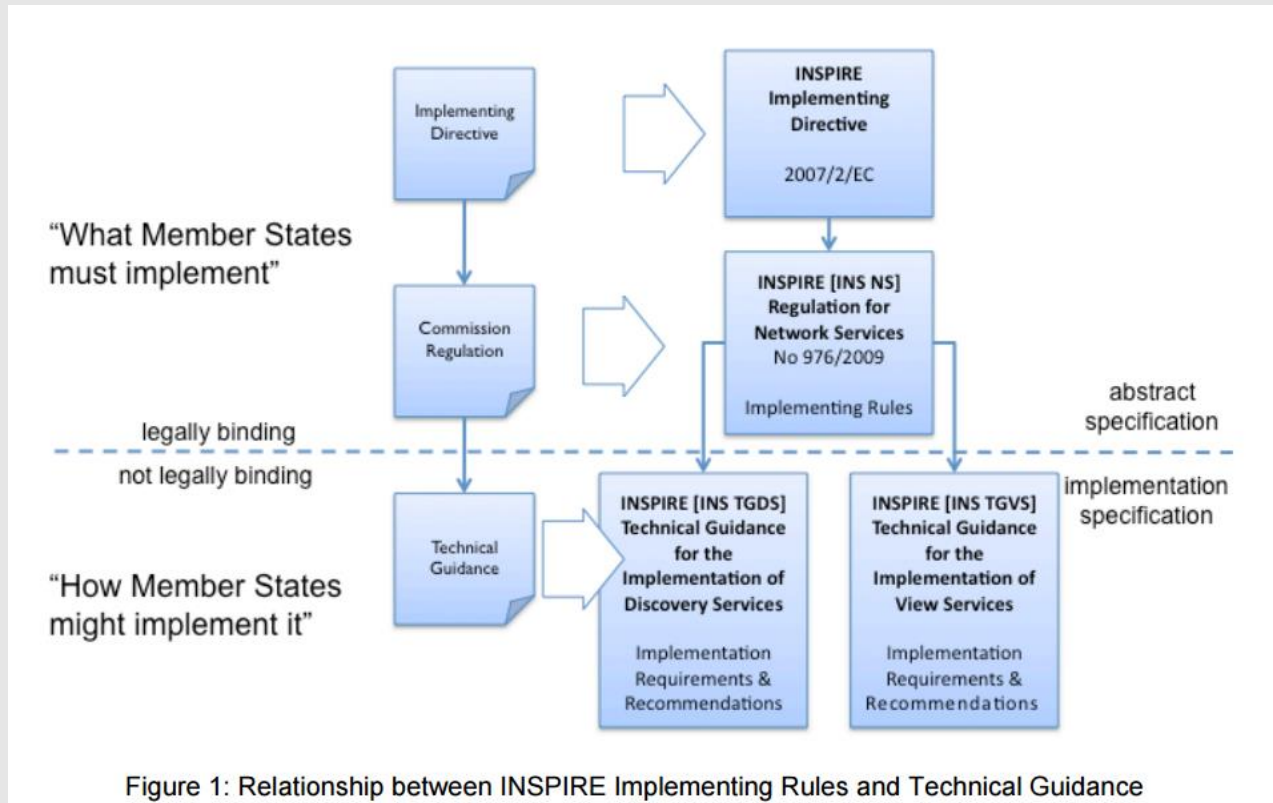 Implementing
Directive
INSPIRE
Implementing
Directive
2007/2/EC
“What Member States
must implement”
Commission
Regulation
INSPIRE [INS NS]
Regulation for
Network Services
No 976/2009
Implementing Rules
abstract
specification
legally binding
not legally binding
implementation
specification
Technical
Guidance
INSPIRE [INS TGDS]
Technical Guidance
for the
Implementation of
Discovery Services
Implementation
Requirements &
Recommendations
INSPIRE [INS TGVS]
Technical Guidance
for the
Implementation of
View Services
Implementation
Requirements &
Recommendations
“How Member States
might implement it”
Figure 1: Relationship between INSPIRE Implementing Rules and Technical Guidance